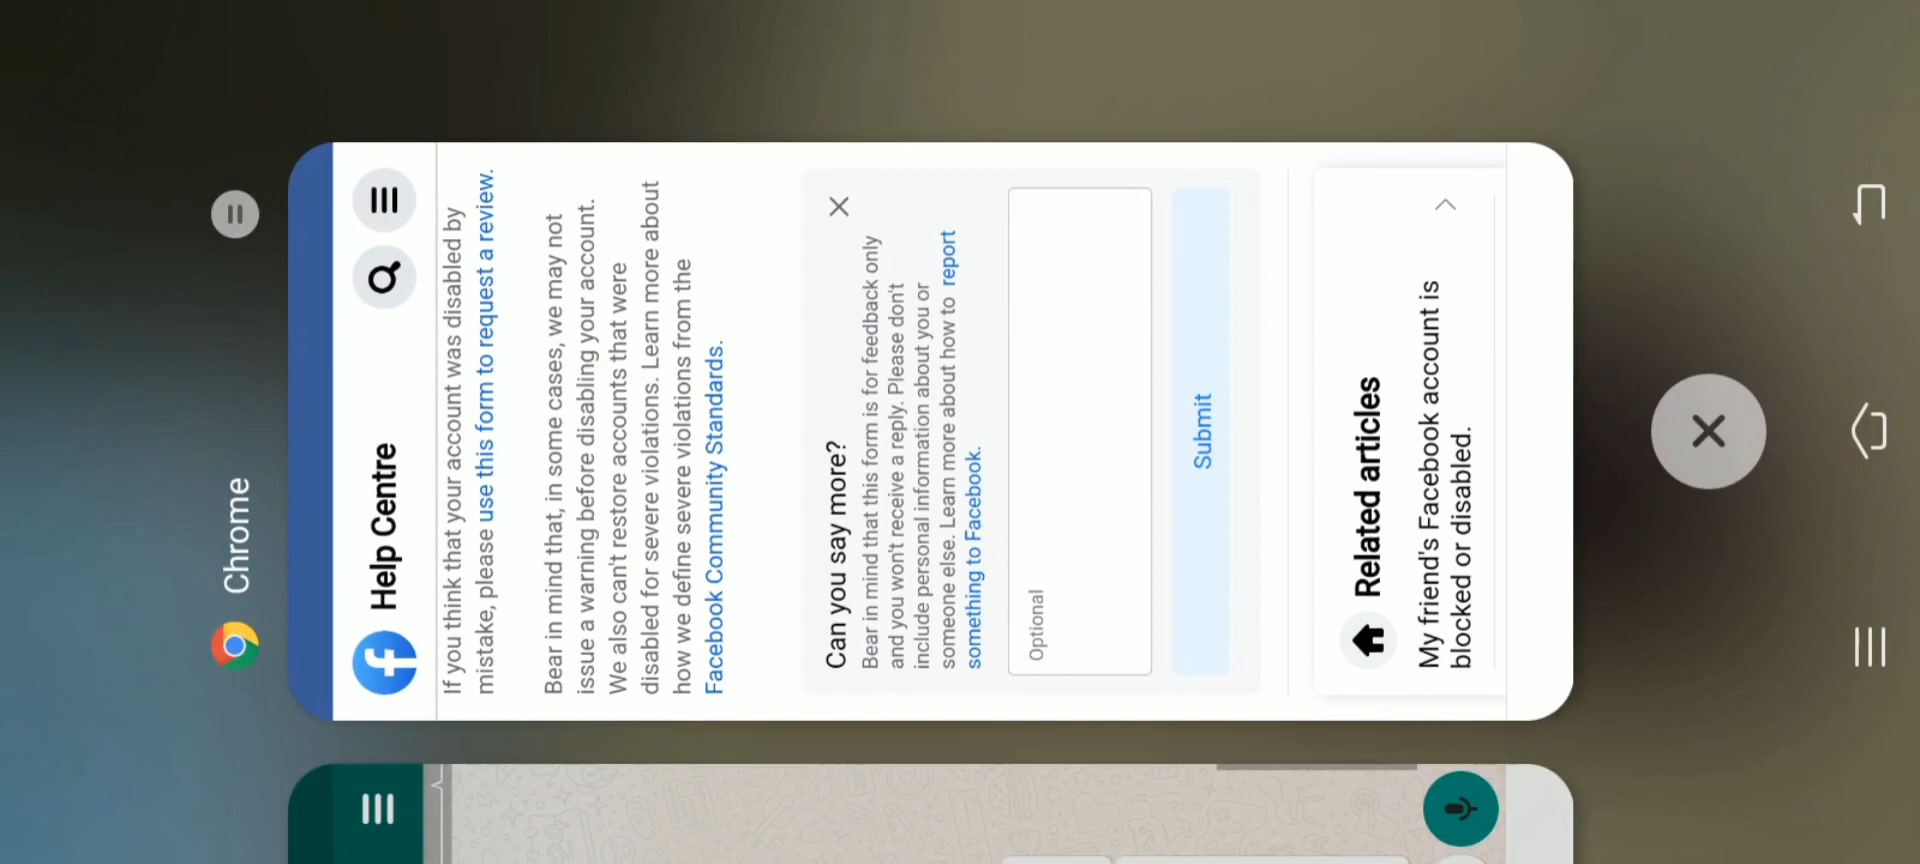 Chrome
Help Centre
If you think that your account was disabled by
mistake, please use this form to request a review.
Bear in mind that, in some cases, we may not
issue a warning before disabling your account.
We also can't restore accounts that were
disabled for severe violations. Learn more about
how we define severe violations from the
Facebook Community Standards.
Can you say more?
Bear in mind that this form is for feedback only
and you won't receive a reply. Please don't
include personal information about you or
someone else. Learn more about how to report
something to Facebook.
Optional
Submit
Related articles
My friend's Facebook account is
blocked or disabled.